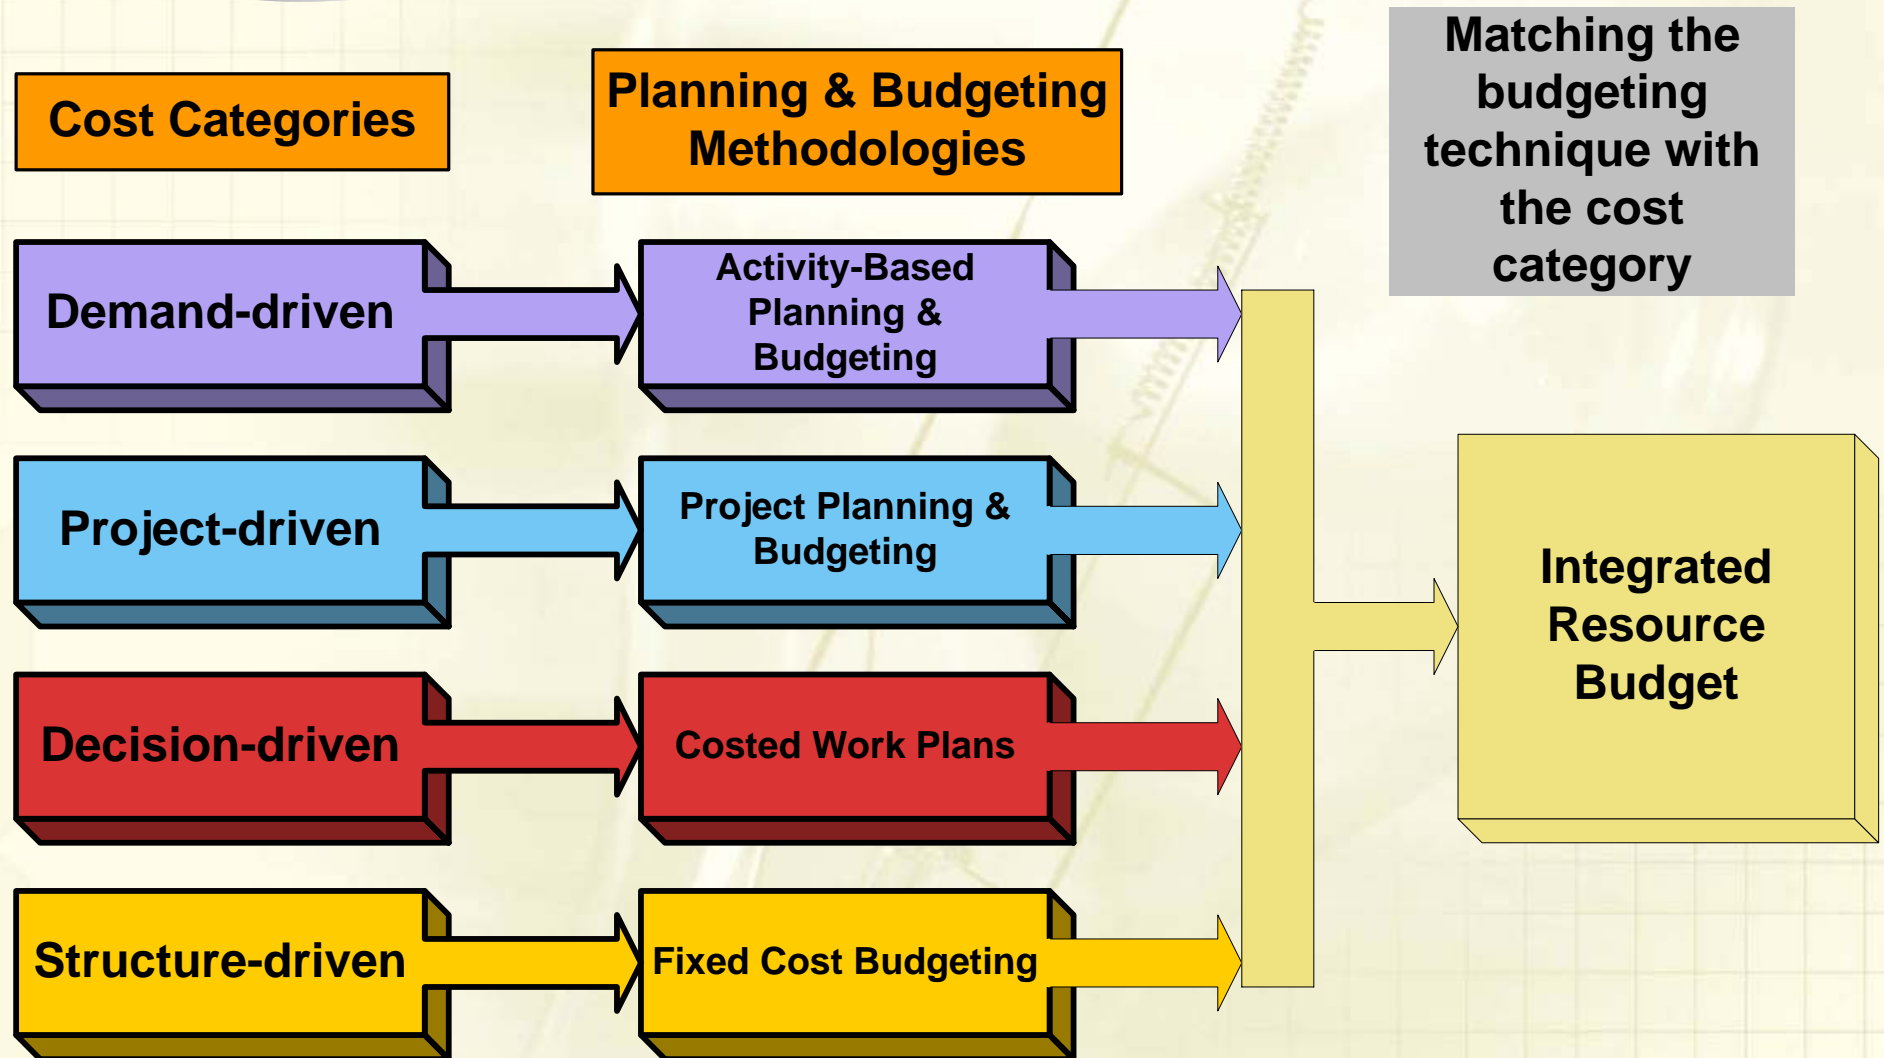 Cost Categories
Planning & Budgeting
Methodologies
Matching the
budgeting
technique with
the cost
category
Demand-driven
Activity-Based
Planning &
Budgeting
Project-driven
Project Planning &
Budgeting
Decision-driven
Costed Work Plans
Structure-driven
Fixed Cost Budgeting
Integrated
Resource
Budget